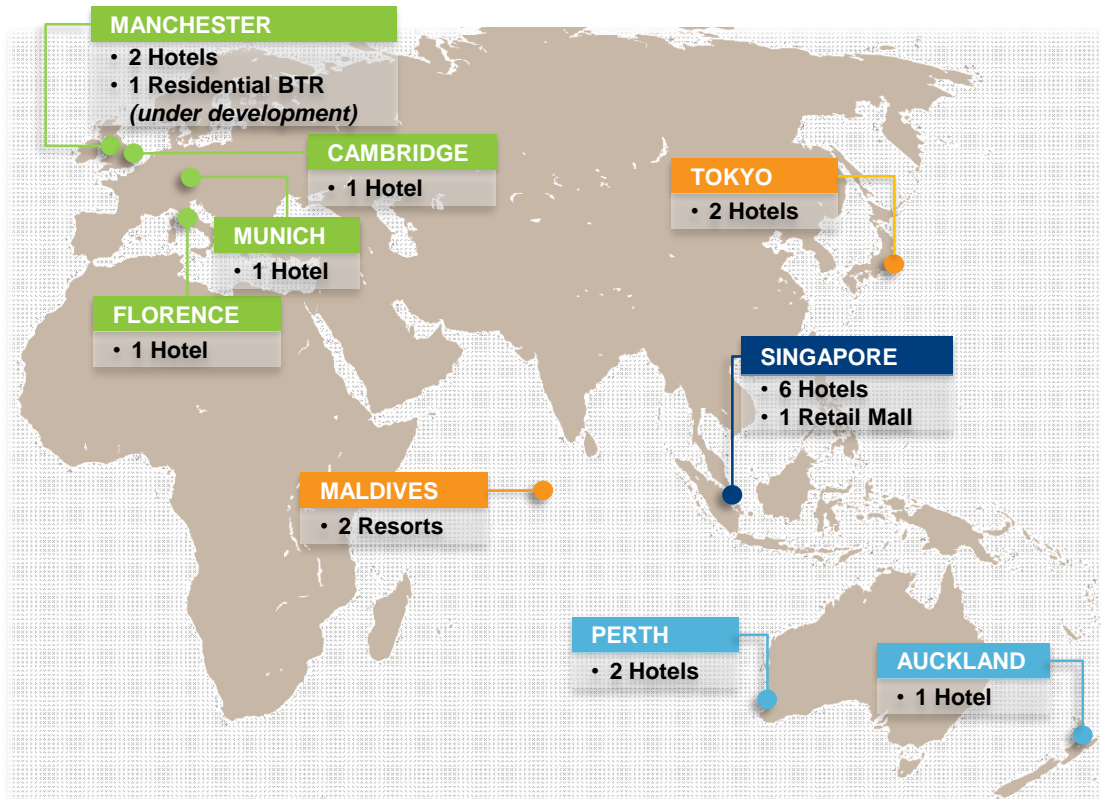 MANCHESTER
• 2 Hotels
• 1 Residential BTR
(under development)
CAMBRIDGE
• 1 Hotel
TOKYO
• 2 Hotels
MUNICH
• 1 Hotel
FLORENCE
• 1 Hotel
SINGAPORE
• 6 Hotels
• 1 Retail Mall
MALDIVES
• 2 Resorts
PERTH
• 2 Hotels
AUCKLAND
• 1 Hotel